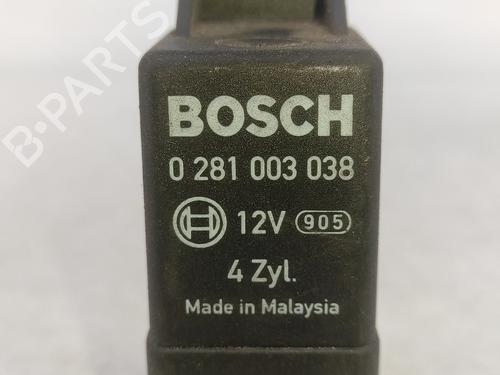 B-PARTS
BOSCH
0 281 003 038
12V 905
4 Zyl.
Made in Malaysia